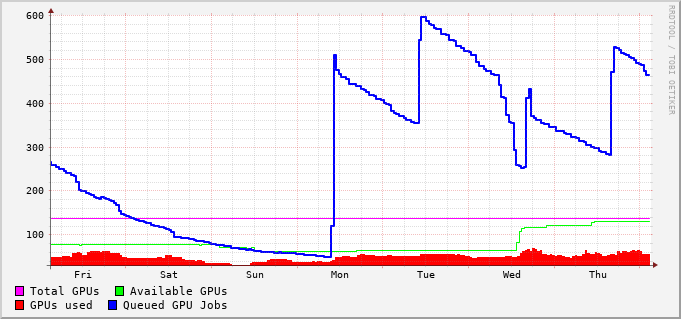 600
500
400
300
200
100
Fri Sat Sun Mon Tue Wed Thu
Total GPUs Available GPUs
GPUs used Queued GPU Jobs
RRDTOOL / TOBI OETIKER